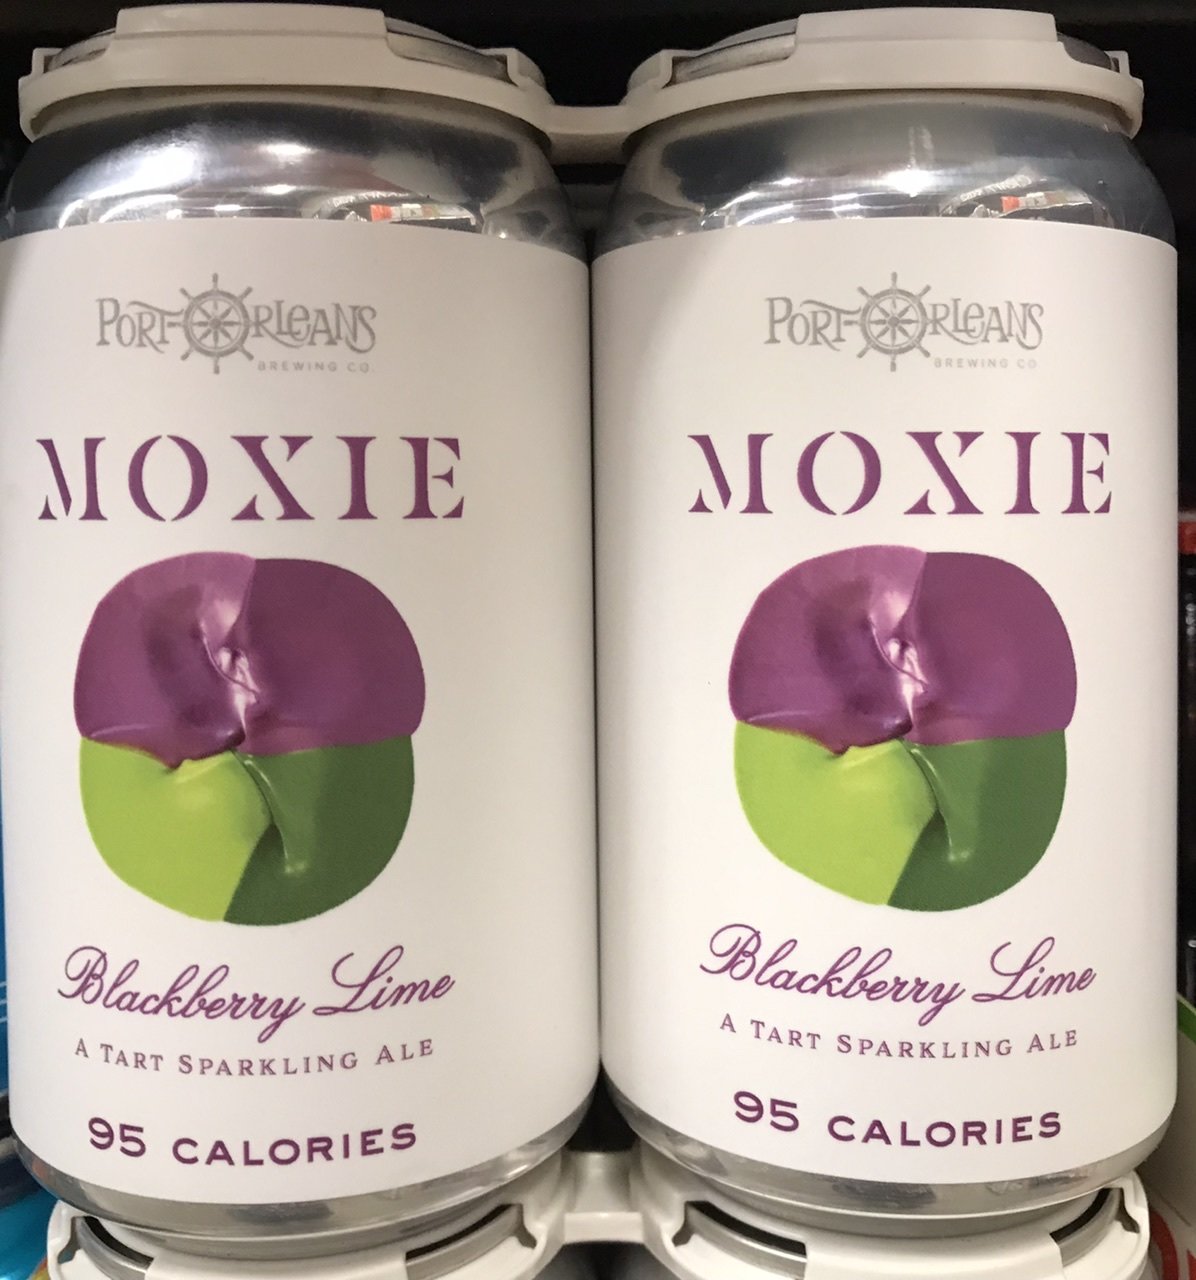 PORT ORLEANS
BREWING CO.
MOXIE
Blackberry Lime
A TART SPARKLING ALE
95 CALORIES
PORT ORLEANS
BREWING CO
MOXIE
Blackberry Lime
A TART SPARKLING ALE
95 CALORIES